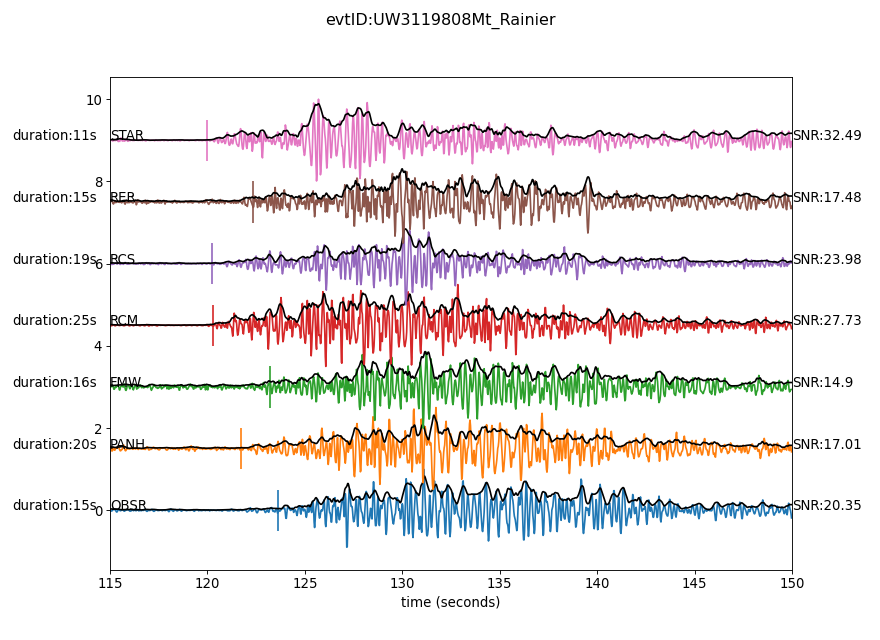 evtID:UW3119808Mt_Rainier
10
duration:11s STAR SNR:32.49
8
duration:15s RER SNR:17.48
duration:19s RCS SNR:23.98
6
duration:25s RCM SNR:27.73
4
duration:16s FMW SNR:14.9
2
duration:20s PANH SNR:17.01
duration:15s OBSR SNR:20.35
0
115 120 125 130 135 140 145 150
time (seconds)